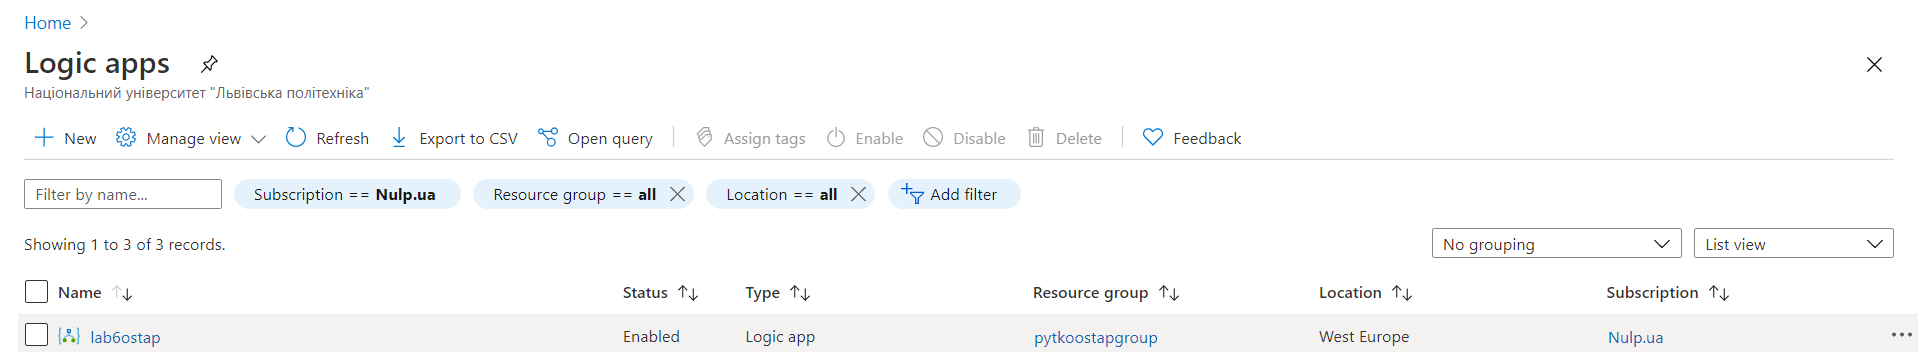 Home
Logic apps
Національний університет "Львівська політехніка"
New Manage view Refresh Export to CSV Open query Assign tags Enable Disable Delete Feedback
Filter by name... Subscription == Nulp.ua Resource group == all Location == all Add filter
Showing 1 to 3 of 3 records. No grouping List view
Name Status Type Resource group Location Subscription
lab6ostap Enabled Logic app pytkoostapgroup West Europe Nulp.ua